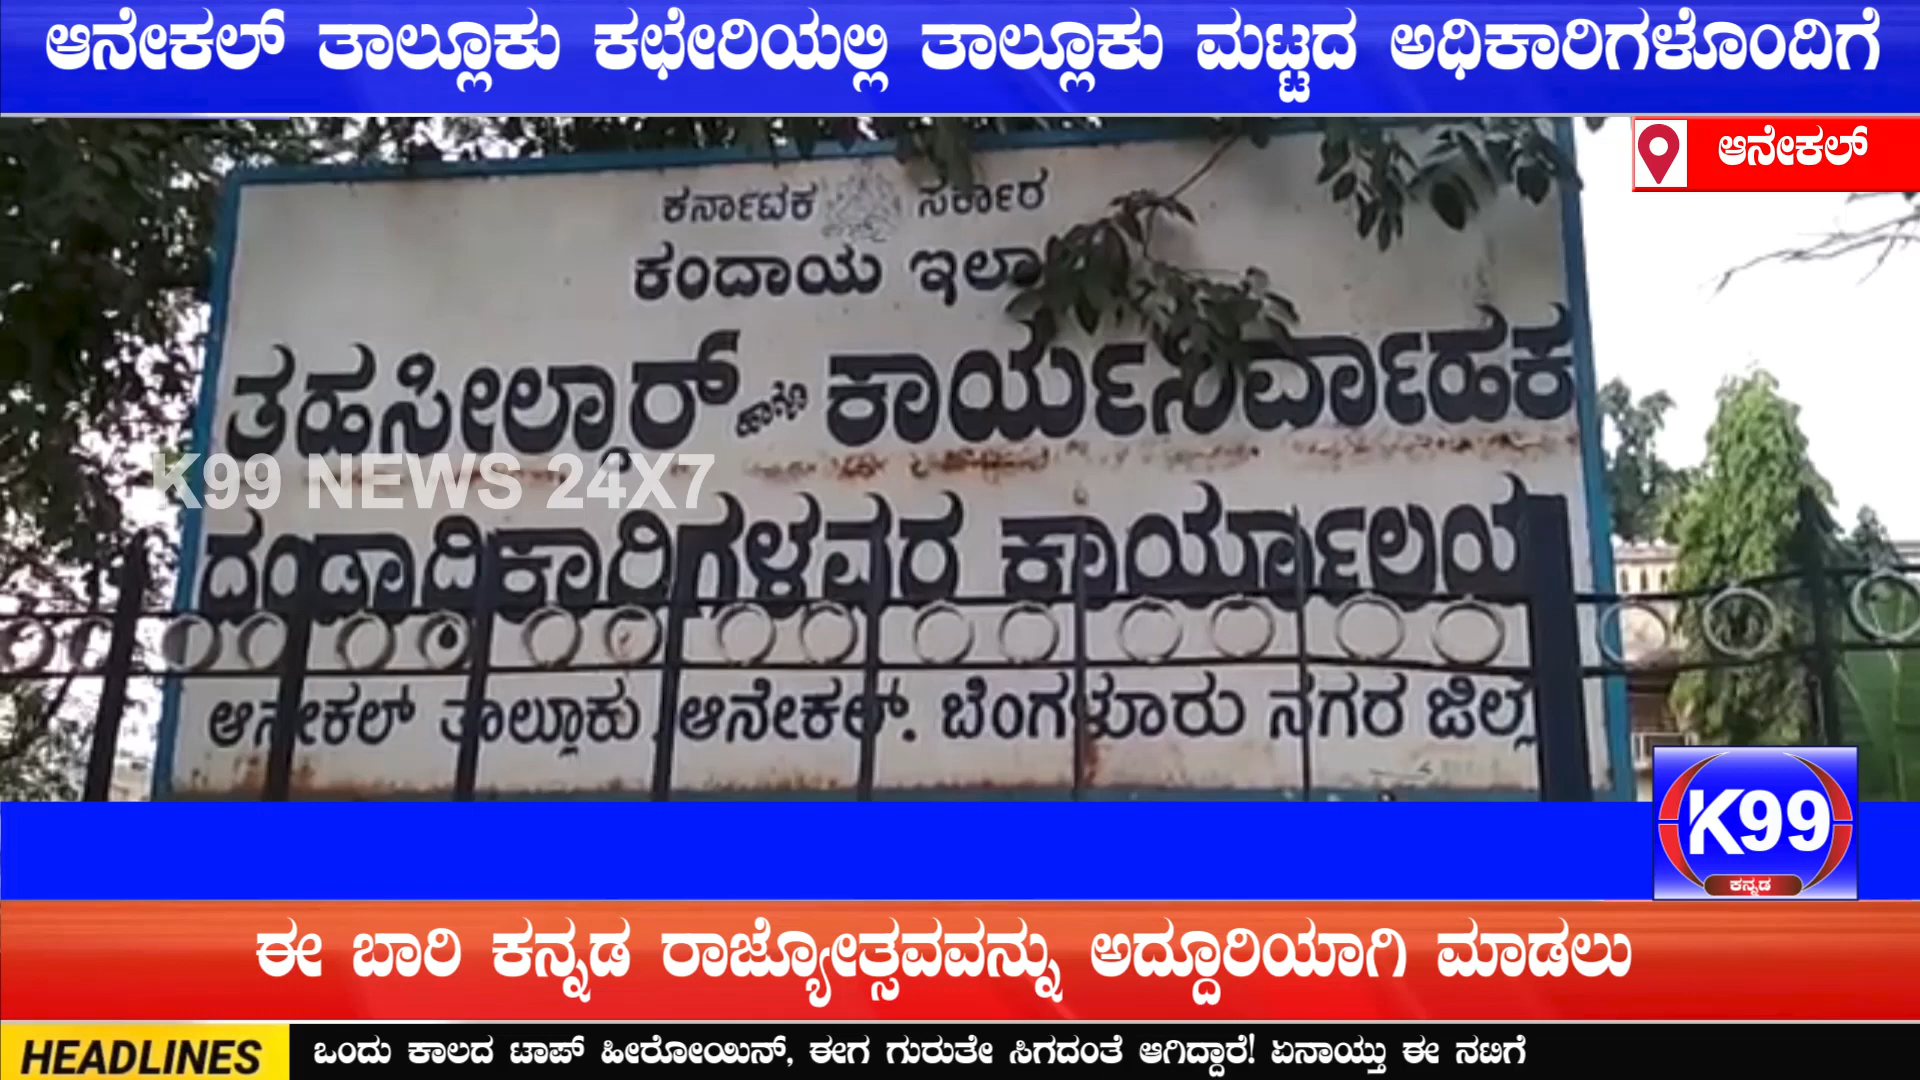 ಆನೇಕಲ್ ತಾಲ್ಲೂಕು ಕಛೇರಿಯಲ್ಲಿ ತಾಲ್ಲೂಕು ಮಟ್ಟದ ಅಧಿಕಾರಿಗಳೊಂದಿಗೆ
ಆನೇಕಲ್
ಕರ್ನಾಟಕ ಸರ್ಕಾರ
ಕಂದಾಯ
ತಹಸೀಲ್ದಾರ್ ಹಾಗೂ ಕಾರ್ಯನಿರ್ವಾಹಕ
K99 NEWS 24X7
ದಂಡಾದಿಕಾರಿಗಳವರ ಕಾರ್ಯಾಲಯ
ಆನೇಕಲ್ ತಾಲ್ಲೂಕು, ಆನೇಕಲ್. ಬೆಂಗಳೂರು ನಗರ ಜಿಲ್ಲೆ
K99
ಕನ್ನಡ
ಈ ಬಾರಿ ಕನ್ನಡ ರಾಜ್ಯೋತ್ಸವವನ್ನು ಅದ್ದೂರಿಯಾಗಿ ಮಾಡಲು
HEADLINES ಒಂದು ಕಾಲದ ಟಾಪ್ ಹೀರೋಯಿನ್, ಈಗ ಗುರುತೇ ಸಿಗದಂತೆ ಆಗಿದ್ದಾರೆ! ಏನಾಯ್ತು ಈ ನಟಿಗೆ